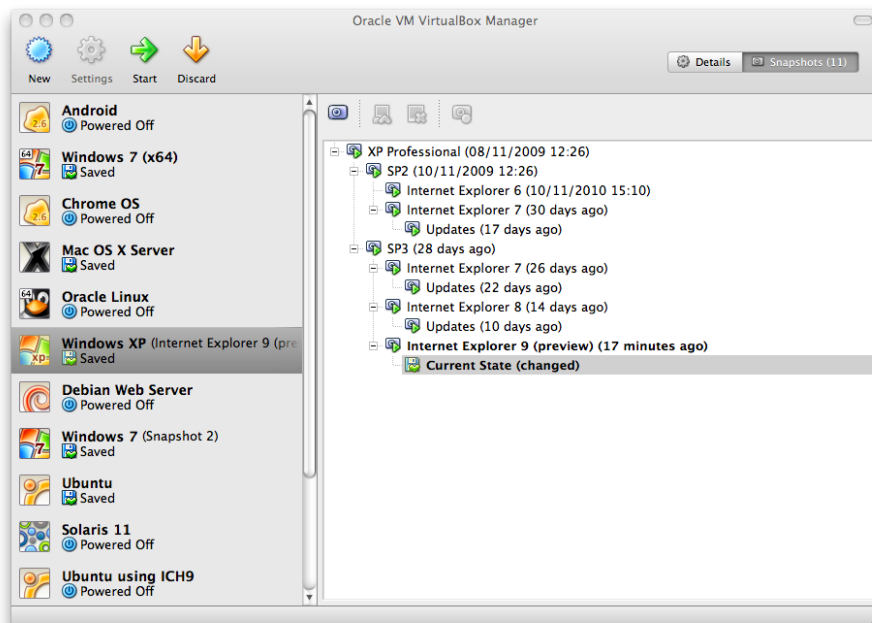 Oracle VM VirtualBox Manager
New
Settings
Start
Discard
Details
Snapshots (11)
Android
Powered Off
Windows 7 (x64)
Saved
Chrome OS
Powered Off
Mac OS X Server
Saved
Oracle Linux
Powered Off
Windows XP (Internet Explorer 9 (pre
Saved
Debian Web Server
Powered Off
Windows 7 (Snapshot 2)
Saved
Ubuntu
Saved
Solaris 11
Powered Off
Ubuntu using ICH9
Powered Off
XP Professional (08/11/2009 12:26)
SP2 (10/11/2009 12:26)
Internet Explorer 6 (10/11/2010 15:10)
Internet Explorer 7 (30 days ago)
Updates (17 days ago)
SP3 (28 days ago)
Internet Explorer 7 (26 days ago)
Updates (22 days ago)
Internet Explorer 8 (14 days ago)
Updates (10 days ago)
Internet Explorer 9 (preview) (17 minutes ago)
Current State (changed)